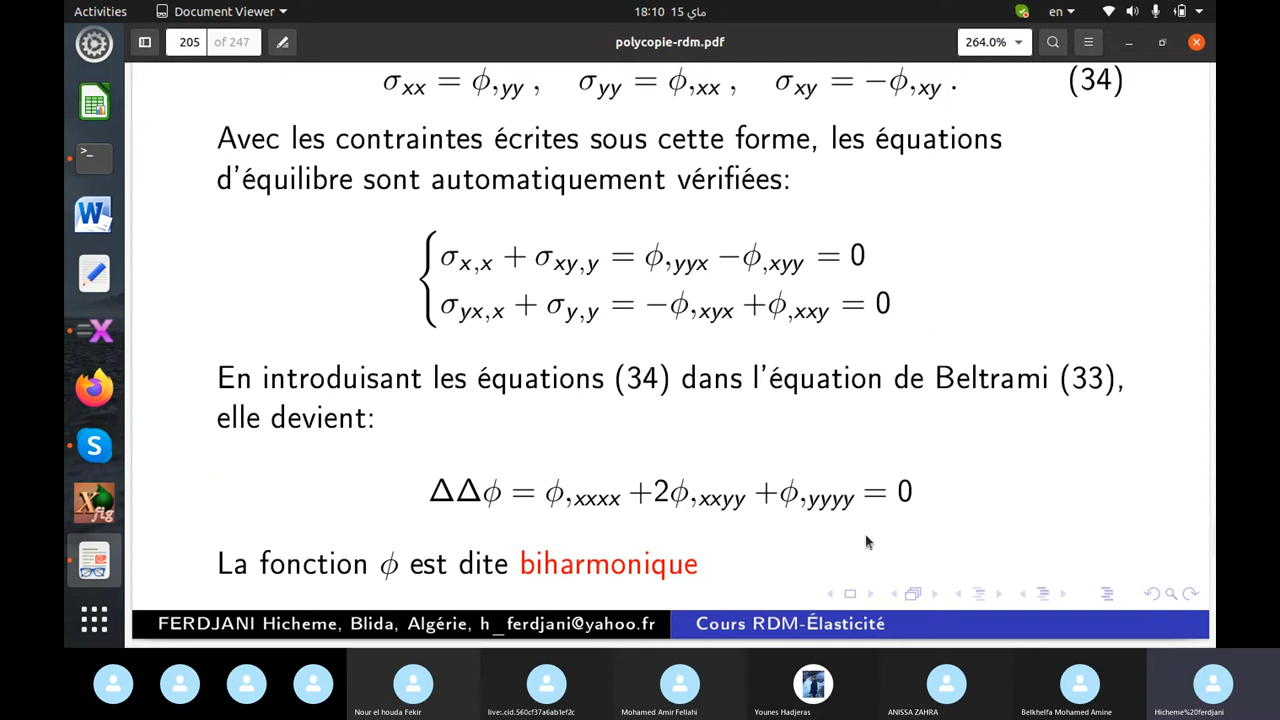 Activities Document Viewer 18:10 15 ماي en
205 of 247 polycopie-rdm.pdf 264.0%
σxx = ϕ,yy , σyy = ϕ,xx , σxy = −ϕ,xy . (34)
Avec les contraintes écrites sous cette forme, les équations
d'équilibre sont automatiquement vérifiées:
σx,x + σxy,y = ϕ,yyx −ϕ,xyy = 0
σyx,x + σy,y = −ϕ,xyx +ϕ,xxy = 0
En introduisant les équations (34) dans l'équation de Beltrami (33),
elle devient:
ΔΔϕ = ϕ,xxxx +2ϕ,xxyy +ϕ,yyyy = 0
La fonction ϕ est dite biharmonique
FERDJANI Hicheme, Blida, Algérie, h_ferdjani@yahoo.fr Cours RDM-Élasticité
Nour el houda Fekir live:.cid.560cf37a6ab1ef2c Mohamed Amir Fellahi Younes Hadjeras ANISSA ZAHRA Belkhelfa Mohamed Amine Hicheme%20ferdjani